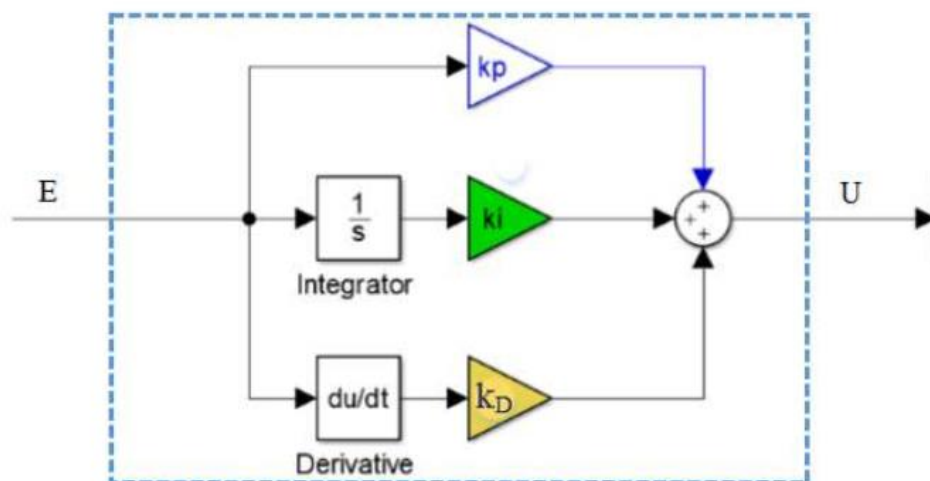 kp
E
1
s
ki
+
+
+
U
Integrator
du/dt
kD
Derivative